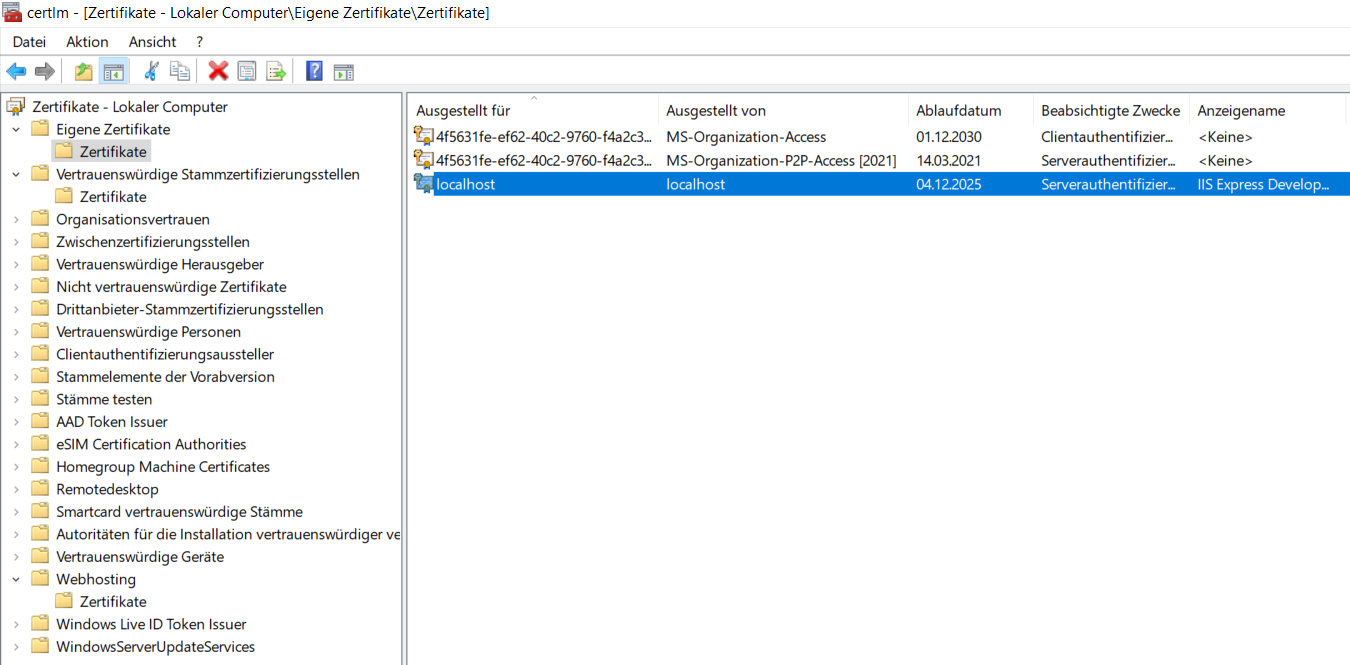 certlm - [Zertifikate - Lokaler Computer\Eigene Zertifikate\Zertifikate]
Datei Aktion Ansicht ?
Zertifikate - Lokaler Computer
Eigene Zertifikate
Zertifikate
Vertrauenswürdige Stammzertifizierungsstellen
Zertifikate
Organisationsvertrauen
Zwischenzertifizierungsstellen
Vertrauenswürdige Herausgeber
Nicht vertrauenswürdige Zertifikate
Drittanbieter-Stammzertifizierungsstellen
Vertrauenswürdige Personen
Clientauthentifizierungsaussteller
Stammelemente der Vorabversion
Stämme testen
AAD Token Issuer
eSIM Certification Authorities
Homegroup Machine Certificates
Remotedesktop
Smartcard vertrauenswürdige Stämme
Autoritäten für die Installation vertrauenswürdiger ve
Vertrauenswürdige Geräte
Webhosting
Zertifikate
Windows Live ID Token Issuer
WindowsServerUpdateServices
Ausgestellt für Ausgestellt von Ablaufdatum Beabsichtigte Zwecke Anzeigename
4f5631fe-ef62-40c2-9760-f4a2c3... MS-Organization-Access 01.12.2030 Clientauthentifizier... <Keine>
4f5631fe-ef62-40c2-9760-f4a2c3... MS-Organization-P2P-Access [2021] 14.03.2021 Serverauthentifizier... <Keine>
localhost localhost 04.12.2025 Serverauthentifizier... IIS Express Develop...